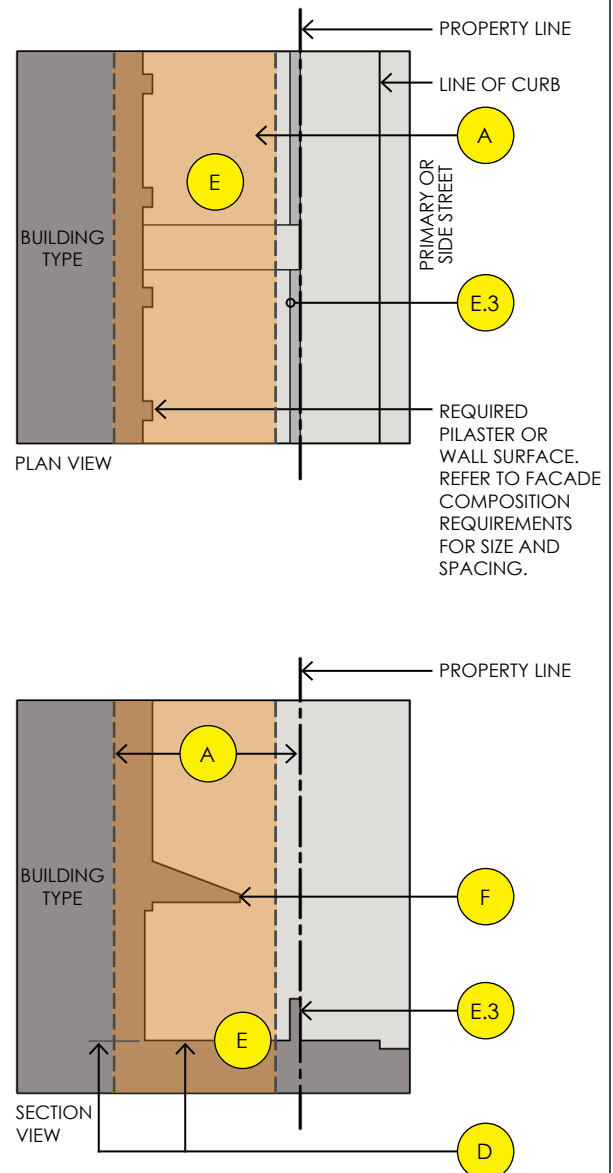 PROPERTY LINE
LINE OF CURB
A
E
PRIMARY OR
SIDE STREET
BUILDING
TYPE
E.3
REQUIRED
PILASTER OR
WALL SURFACE.
REFER TO FACADE
COMPOSITION
REQUIREMENTS
FOR SIZE AND
SPACING.
PLAN VIEW
PROPERTY LINE
A
BUILDING
TYPE
F
E.3
E
SECTION
VIEW
D